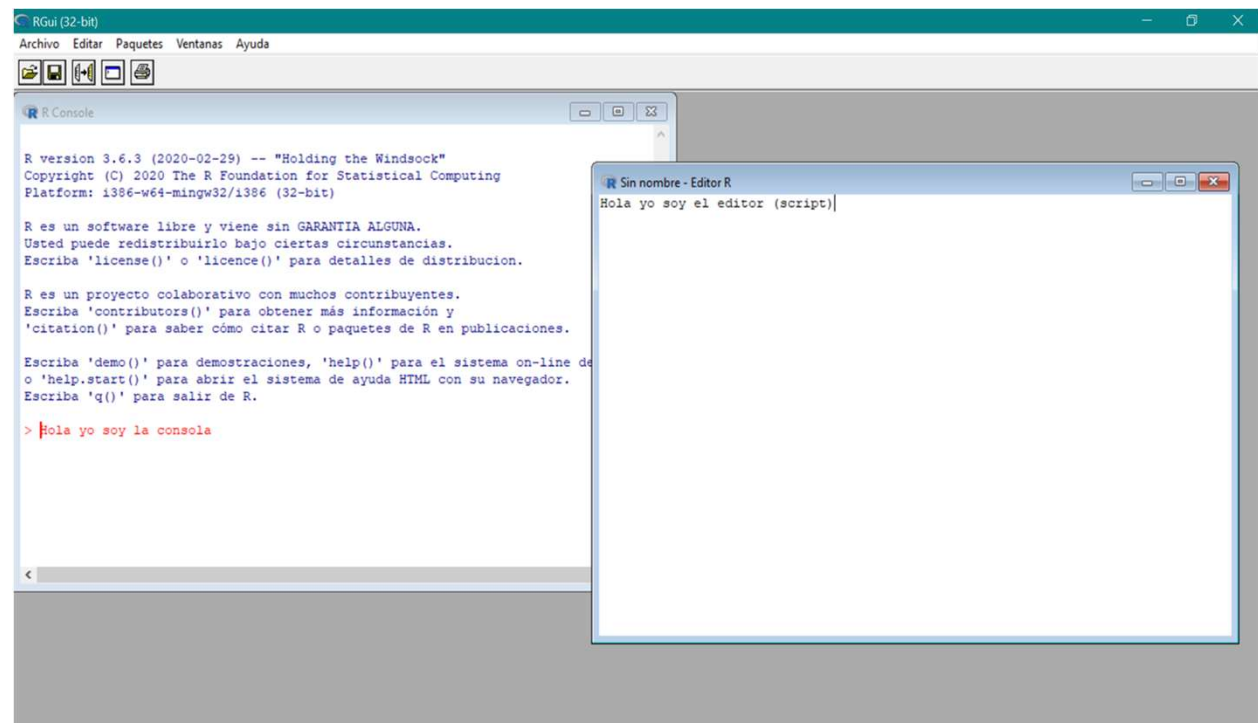 RGui (32-bit)
Archivo Editar Paquetes Ventanas Ayuda
R Console
R version 3.6.3 (2020-02-29) -- "Holding the Windsock"
Copyright (C) 2020 The R Foundation for Statistical Computing
Platform: i386-w64-mingw32/i386 (32-bit)
R es un software libre y viene sin GARANTIA ALGUNA.
Usted puede redistribuirlo bajo ciertas circunstancias.
Escriba 'license()' o 'licence()' para detalles de distribucion.
R es un proyecto colaborativo con muchos contribuyentes.
Escriba 'contributors()' para obtener más información y
'citation()' para saber cómo citar R o paquetes de R en publicaciones.
Escriba 'demo()' para demostraciones, 'help()' para el sistema on-line de
o 'help.start()' para abrir el sistema de ayuda HTML con su navegador.
Escriba 'q()' para salir de R.
> Hola yo soy la consola
Sin nombre - Editor R
Hola yo soy el editor (script)